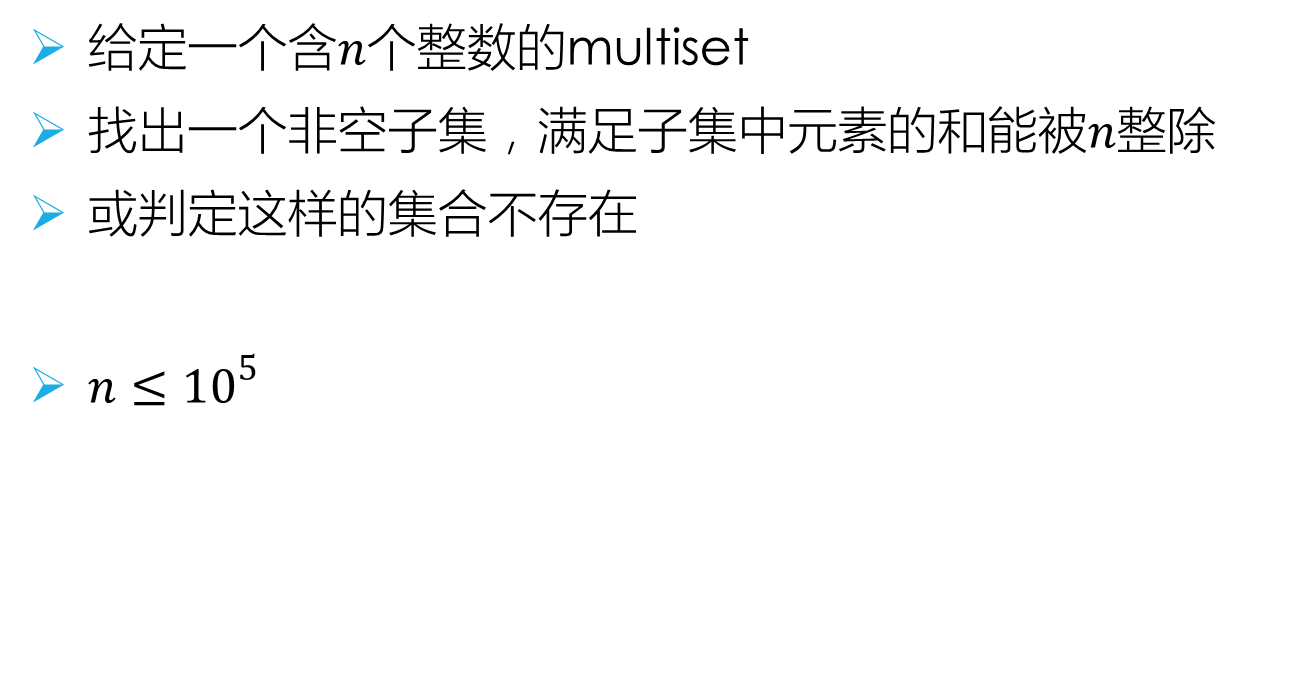 给定一个含n个整数的multiset
找出一个非空子集，满足子集中元素的和能被n整除
或判定这样的集合不存在
n ≤ 10⁵